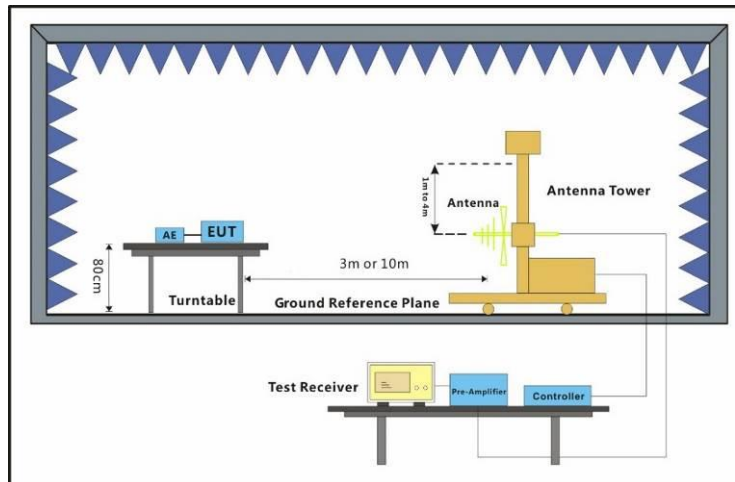 1m to 4m
Antenna
Antenna Tower
AE
EUT
3m or 10m
80cm
Turntable
Ground Reference Plane
Test Receiver
Pre-Amplifier
Controller